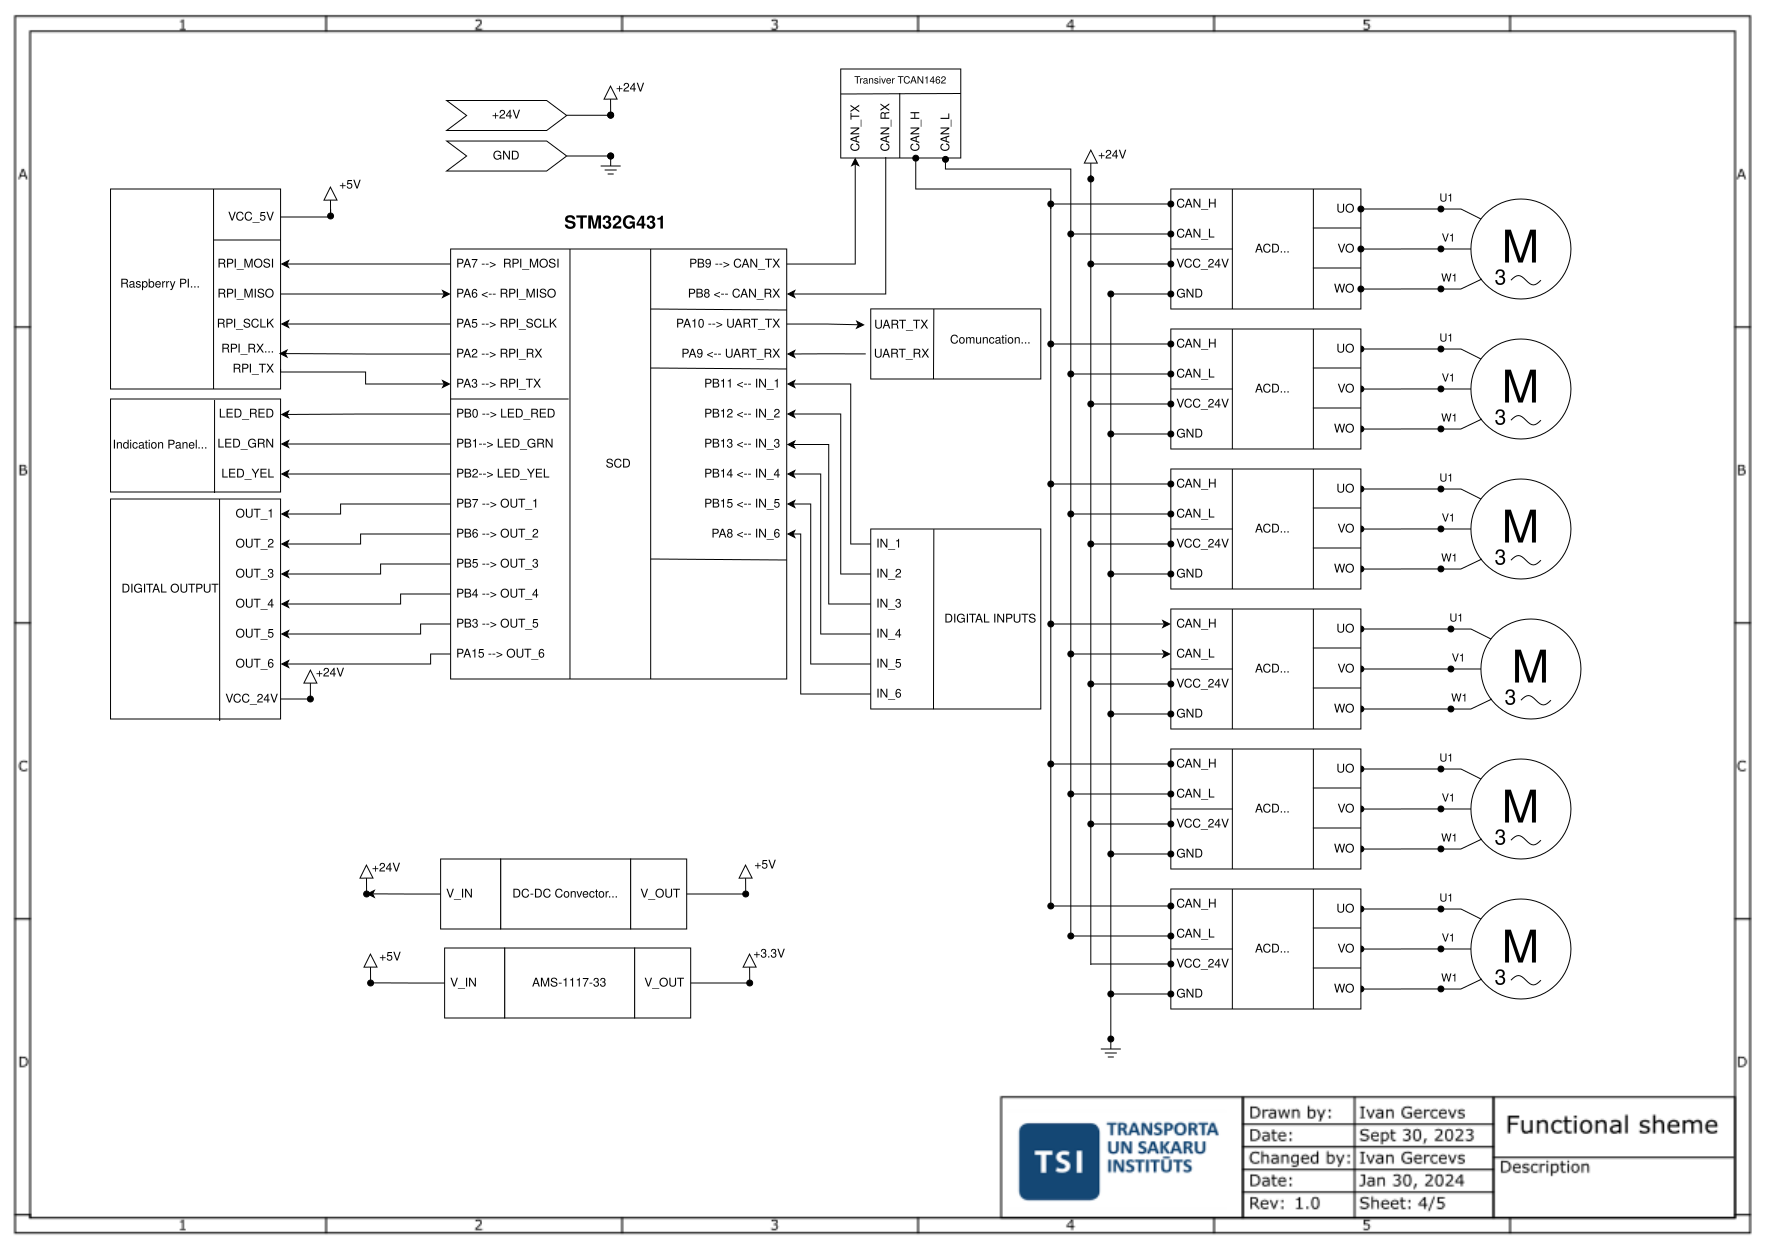 1 2 3 4 5
A
B
C
D
A
B
C
D
+24V
+24V
GND
STM32G431
Raspberry PI...
VCC_5V
+5V
RPI_MOSI
RPI_MISO
RPI_SCLK
RPI_RX...
RPI_TX
Indication Panel...
LED_RED
LED_GRN
LED_YEL
DIGITAL OUTPUT
OUT_1
OUT_2
OUT_3
OUT_4
OUT_5
OUT_6
VCC_24V
+24V
PA7 --> RPI_MOSI
PA6 <-- RPI_MISO
PA5 --> RPI_SCLK
PA2 --> RPI_RX
PA3 --> RPI_TX
PB0 --> LED_RED
PB1--> LED_GRN
PB2--> LED_YEL
PB7 --> OUT_1
PB6 --> OUT_2
PB5 --> OUT_3
PB4 --> OUT_4
PB3 --> OUT_5
PA15 --> OUT_6
SCD
PB9 --> CAN_TX
PB8 <-- CAN_RX
PA10 --> UART_TX
PA9 <-- UART_RX
PB11 <-- IN_1
PB12 <-- IN_2
PB13 <-- IN_3
PB14 <-- IN_4
PB15 <-- IN_5
PA8 <-- IN_6
Transiver TCAN1462
CAN_TX
CAN_RX
CAN_H
CAN_L
UART_TX
UART_RX
Comuncation...
IN_1
IN_2
IN_3
IN_4
IN_5
IN_6
DIGITAL INPUTS
+24V
CAN_H
CAN_L
VCC_24V
GND
ACD...
UO
VO
WO
U1
V1
W1
M
3
CAN_H
CAN_L
VCC_24V
GND
ACD...
UO
VO
WO
U1
V1
W1
M
3
CAN_H
CAN_L
VCC_24V
GND
ACD...
UO
VO
WO
U1
V1
W1
M
3
CAN_H
CAN_L
VCC_24V
GND
ACD...
UO
VO
WO
U1
V1
W1
M
3
CAN_H
CAN_L
VCC_24V
GND
ACD...
UO
VO
WO
U1
V1
W1
M
3
CAN_H
CAN_L
VCC_24V
GND
ACD...
UO
VO
WO
U1
V1
W1
M
3
+24V
V_IN
DC-DC Convector...
V_OUT
+5V
+5V
V_IN
AMS-1117-33
V_OUT
+3.3V
TSI
TRANSPORTA
UN SAKARU
INSTITŪTS
Drawn by: Ivan Gercevs
Date: Sept 30, 2023
Changed by: Ivan Gercevs
Date: Jan 30, 2024
Rev: 1.0 Sheet: 4/5
Functional sheme
Description
1 2 3 4 5